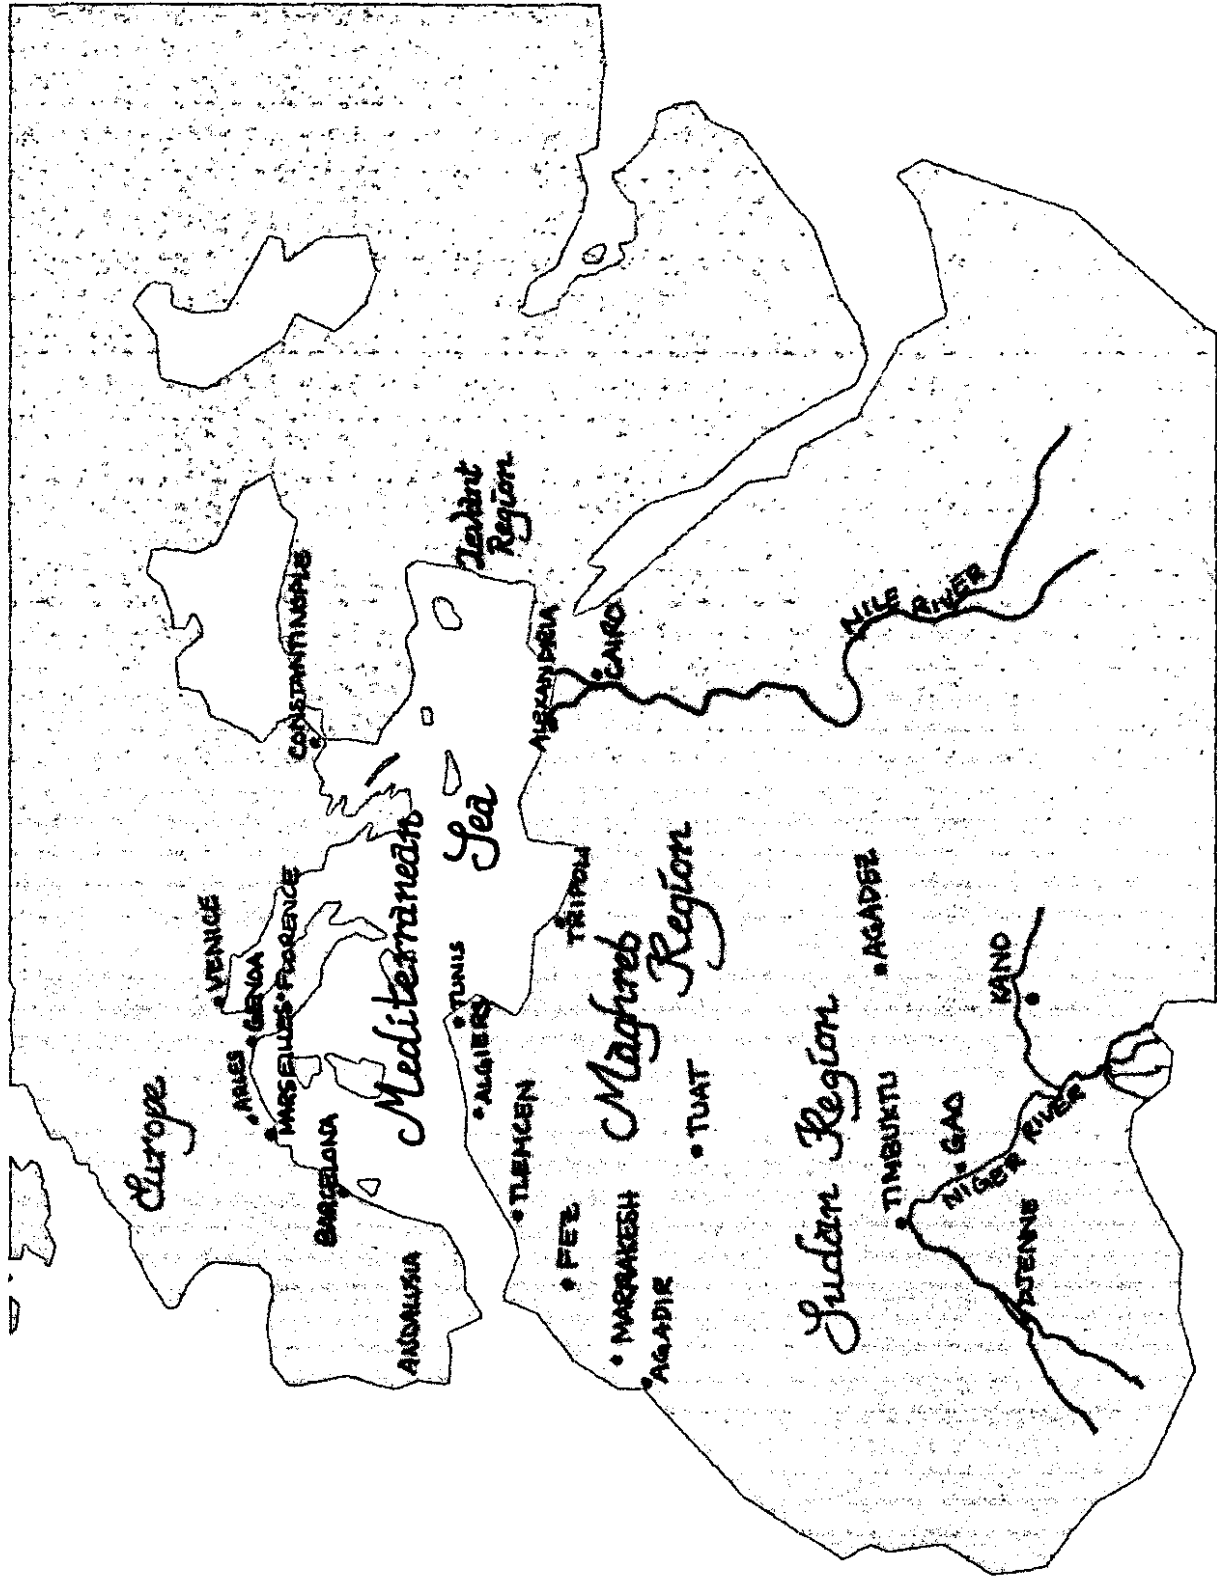 Europe
VENICE
ARLES
GENOA
MARSEILLES
FLORENCE
BARCELONA
CONSTANTINOPLE
ANDALUSIA
Mediterranean
Sea
Levant
Region
TUNIS
ALGIERS
TLEMCEN
FEZ
TRIPOLI
ALEXANDRIA
CAIRO
MARRAKESH
AGADIR
Maghreb
Region
TUAT
NILE RIVER
Sudan Region
AGADEZ
TIMBUKTU
GAO
NIGER RIVER
KANO
DJENNE